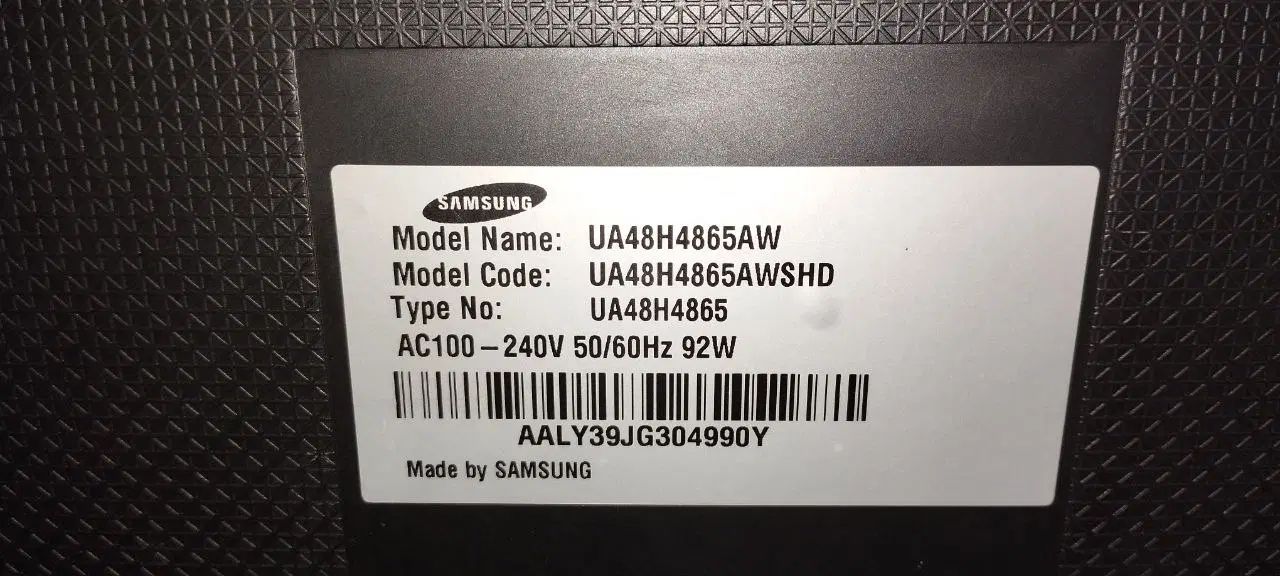 SAMSUNG
Model Name: UA48H4865AW
Model Code: UA48H4865AWSHD
Type No: UA48H4865
AC100-240V 50/60Hz 92W
AALY39JG304990Y
Made by SAMSUNG